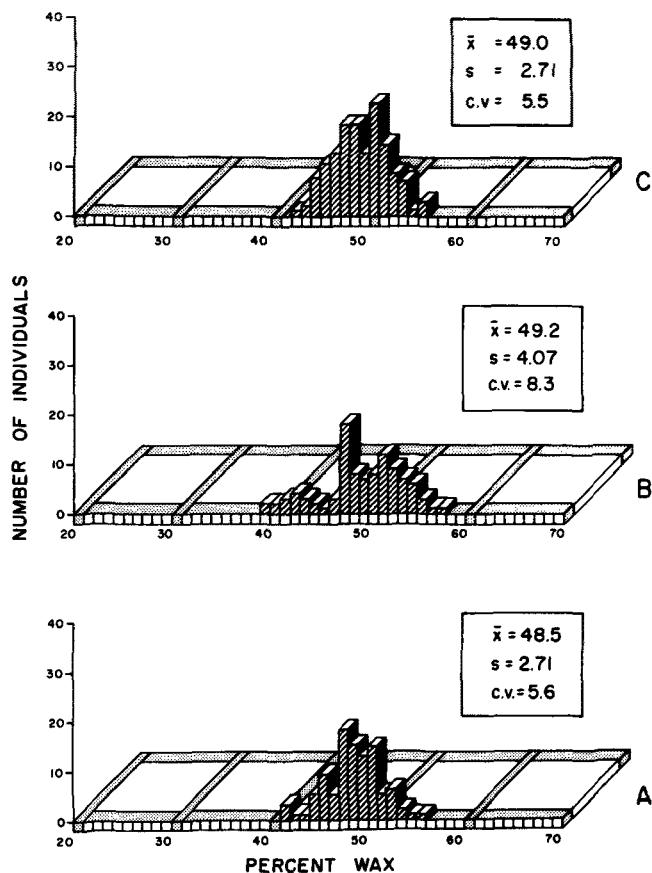 40
30
20
10
0
20 30 40 50 60 70
x̄ = 49.0
s = 2.71
c.v = 5.5
C
NUMBER OF INDIVIDUALS
40
30
20
10
0
20 30 40 50 60 70
x̄ = 49.2
s = 4.07
c.v. = 8.3
B
40
30
20
10
0
20 30 40 50 60 70
x̄ = 48.5
s = 2.71
c.v. = 5.6
A
PERCENT WAX